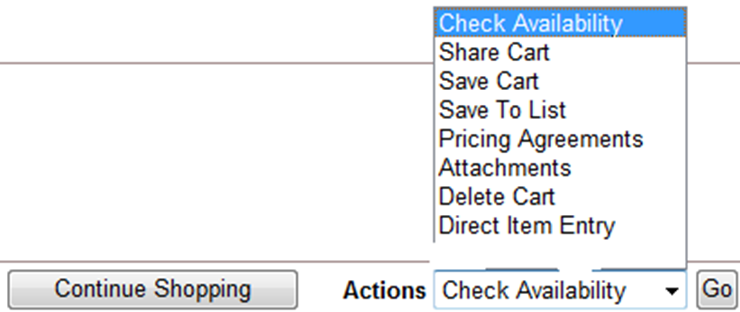 Check Availability
Share Cart
Save Cart
Save To List
Pricing Agreements
Attachments
Delete Cart
Direct Item Entry
Continue Shopping Actions Check Availability Go